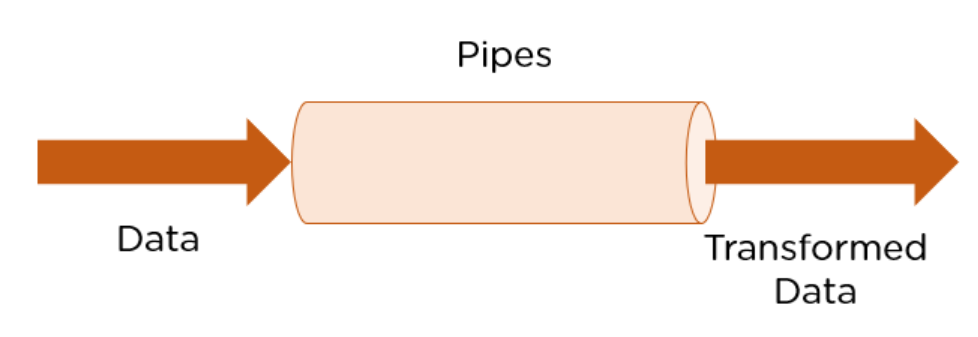 Pipes
Data
Transformed
Data